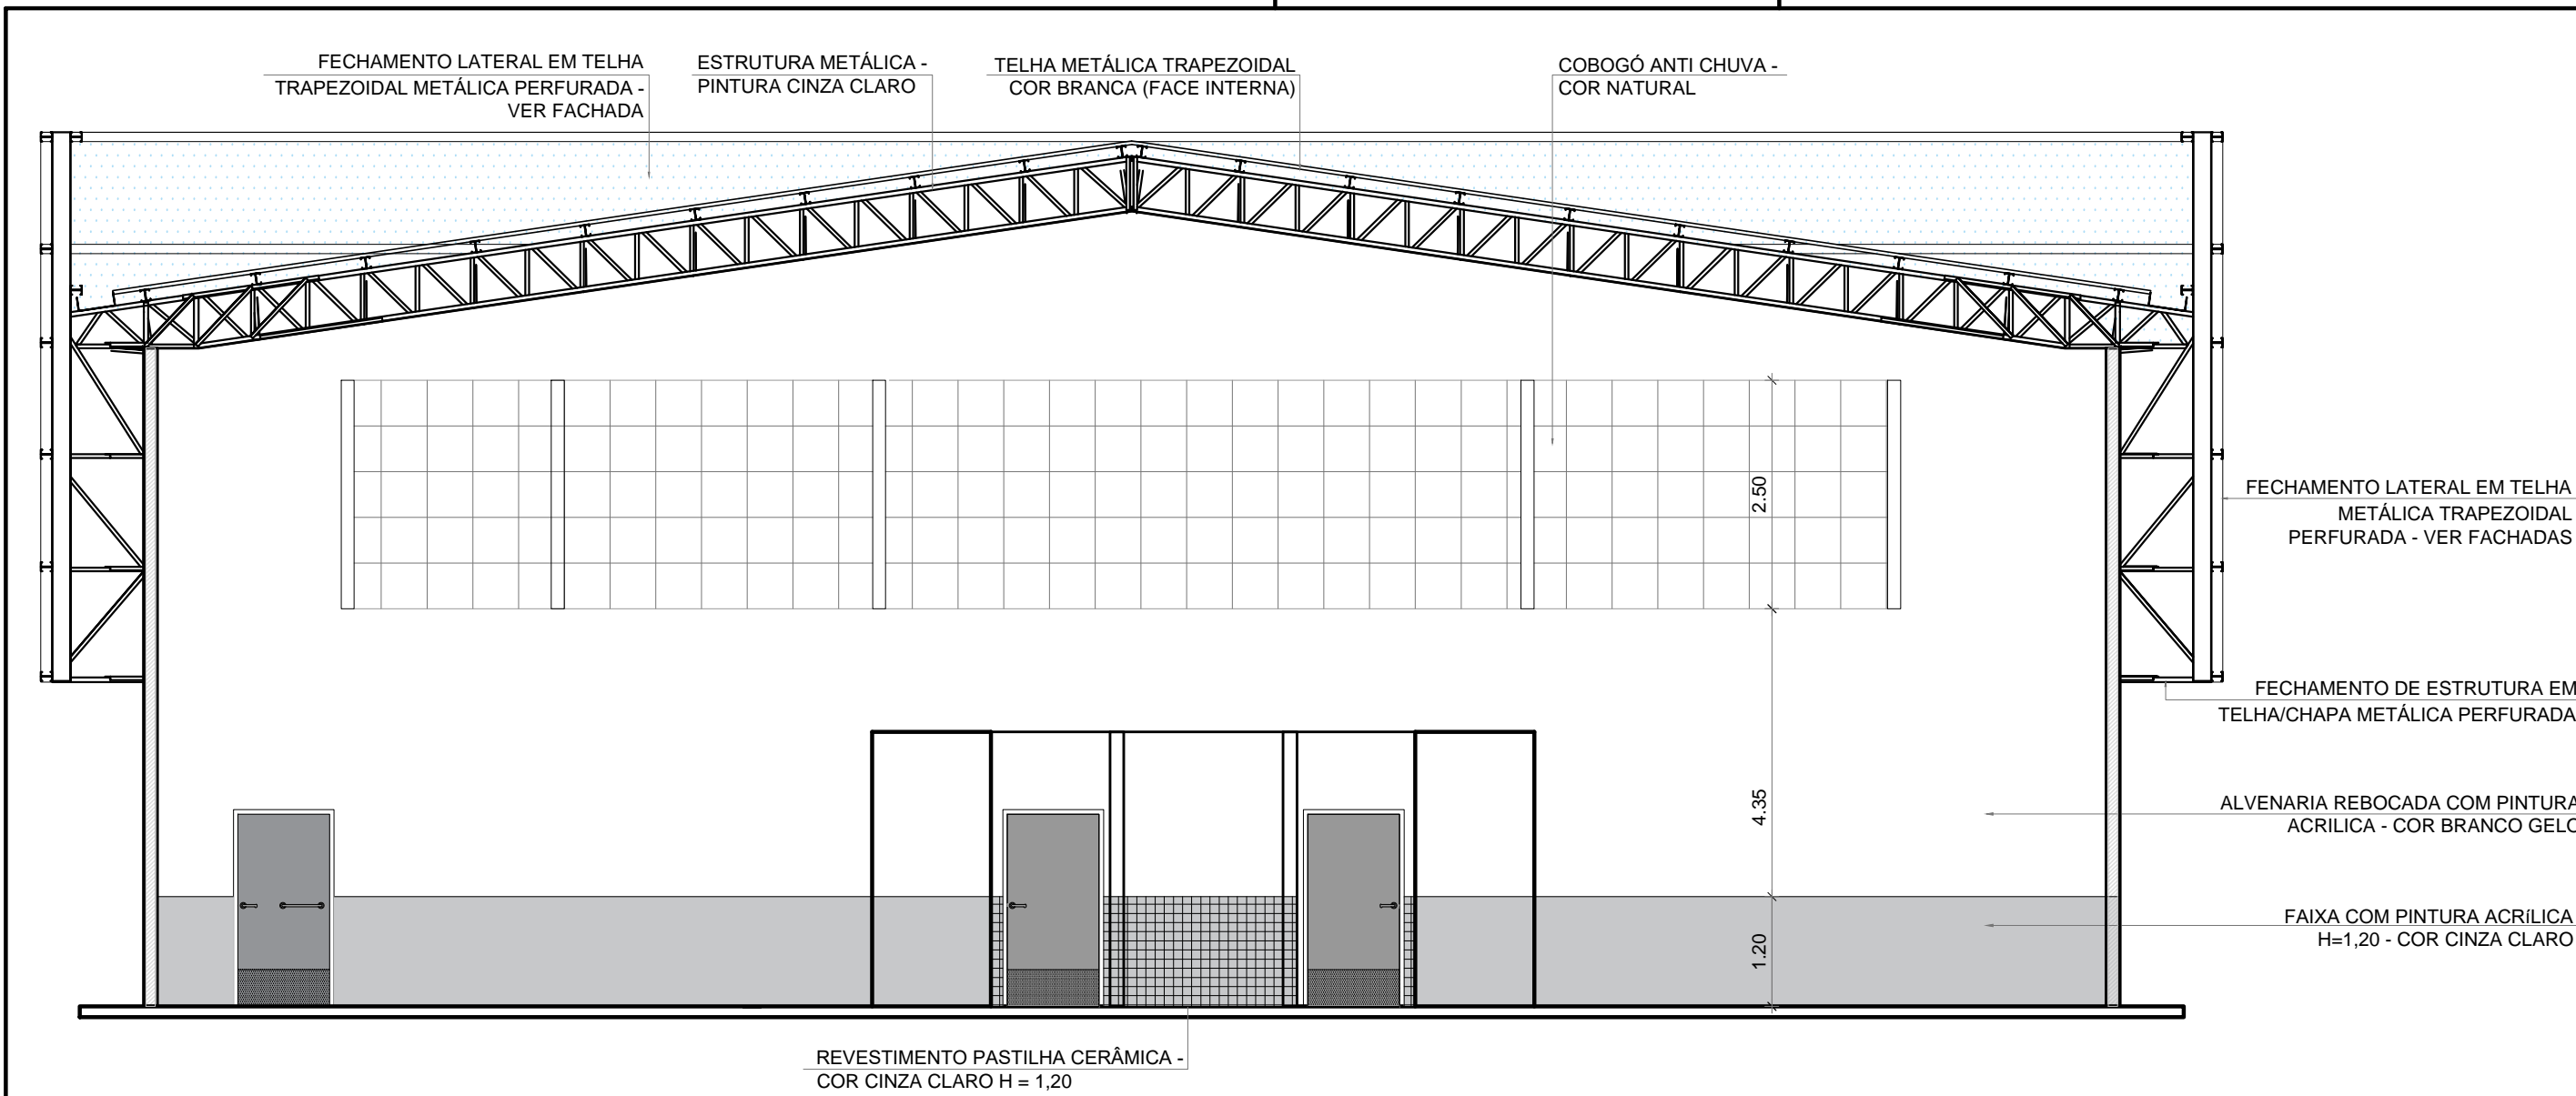 FECHAMENTO LATERAL EM TELHA
TRAPEZOIDAL METÁLICA PERFURADA -
VER FACHADA
ESTRUTURA METÁLICA -
PINTURA CINZA CLARO
TELHA METÁLICA TRAPEZOIDAL
COR BRANCA (FACE INTERNA)
COBOGÓ ANTI CHUVA -
COR NATURAL
2.50
FECHAMENTO LATERAL EM TELHA
METÁLICA TRAPEZOIDAL
PERFURADA - VER FACHADAS
FECHAMENTO DE ESTRUTURA EM
TELHA/CHAPA METÁLICA PERFURADA
4.35
ALVENARIA REBOCADA COM PINTURA
ACRILICA - COR BRANCO GELO
1.20
FAIXA COM PINTURA ACRíLICA
H=1,20 - COR CINZA CLARO
REVESTIMENTO PASTILHA CERÂMICA -
COR CINZA CLARO H = 1,20